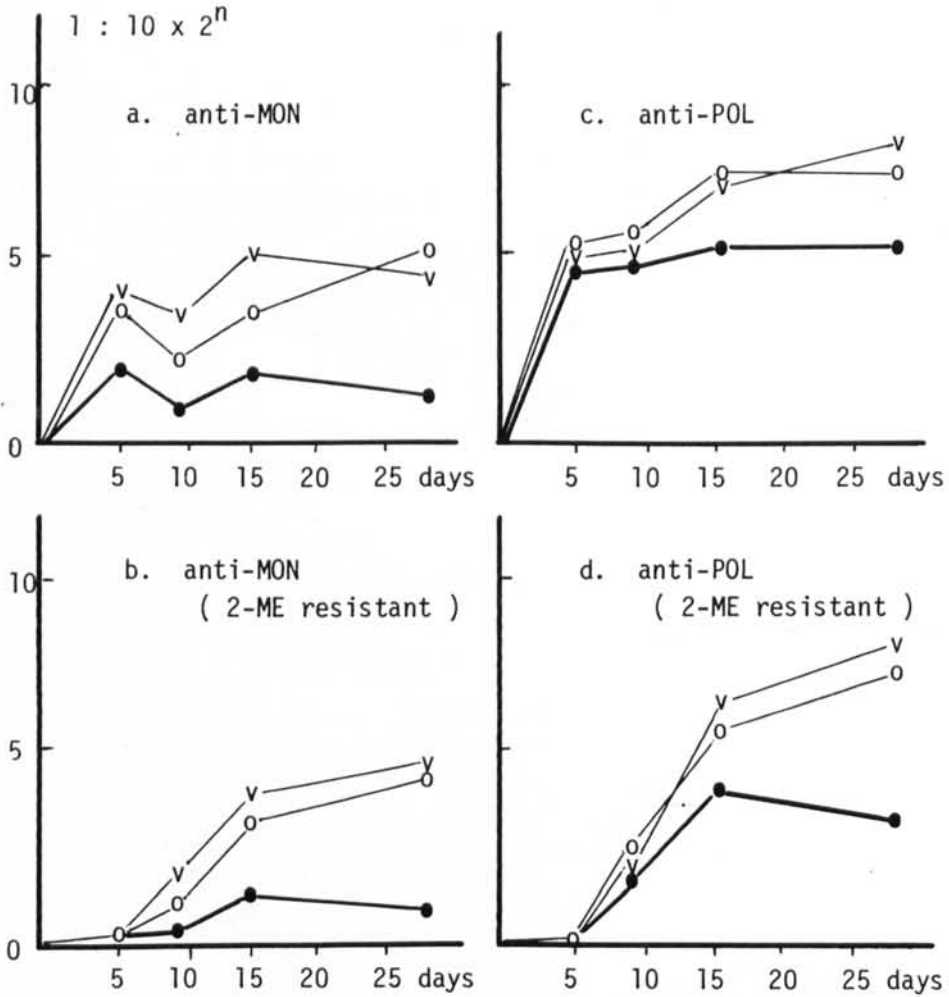 1 : 10 x 2ⁿ
10
5
0
a. anti-MON
5 10 15 20 25 days
c. anti-POL
5 10 15 20 25 days
10
5
0
b. anti-MON
( 2-ME resistant )
5 10 15 20 25 days
d. anti-POL
( 2-ME resistant )
5 10 15 20 25 days